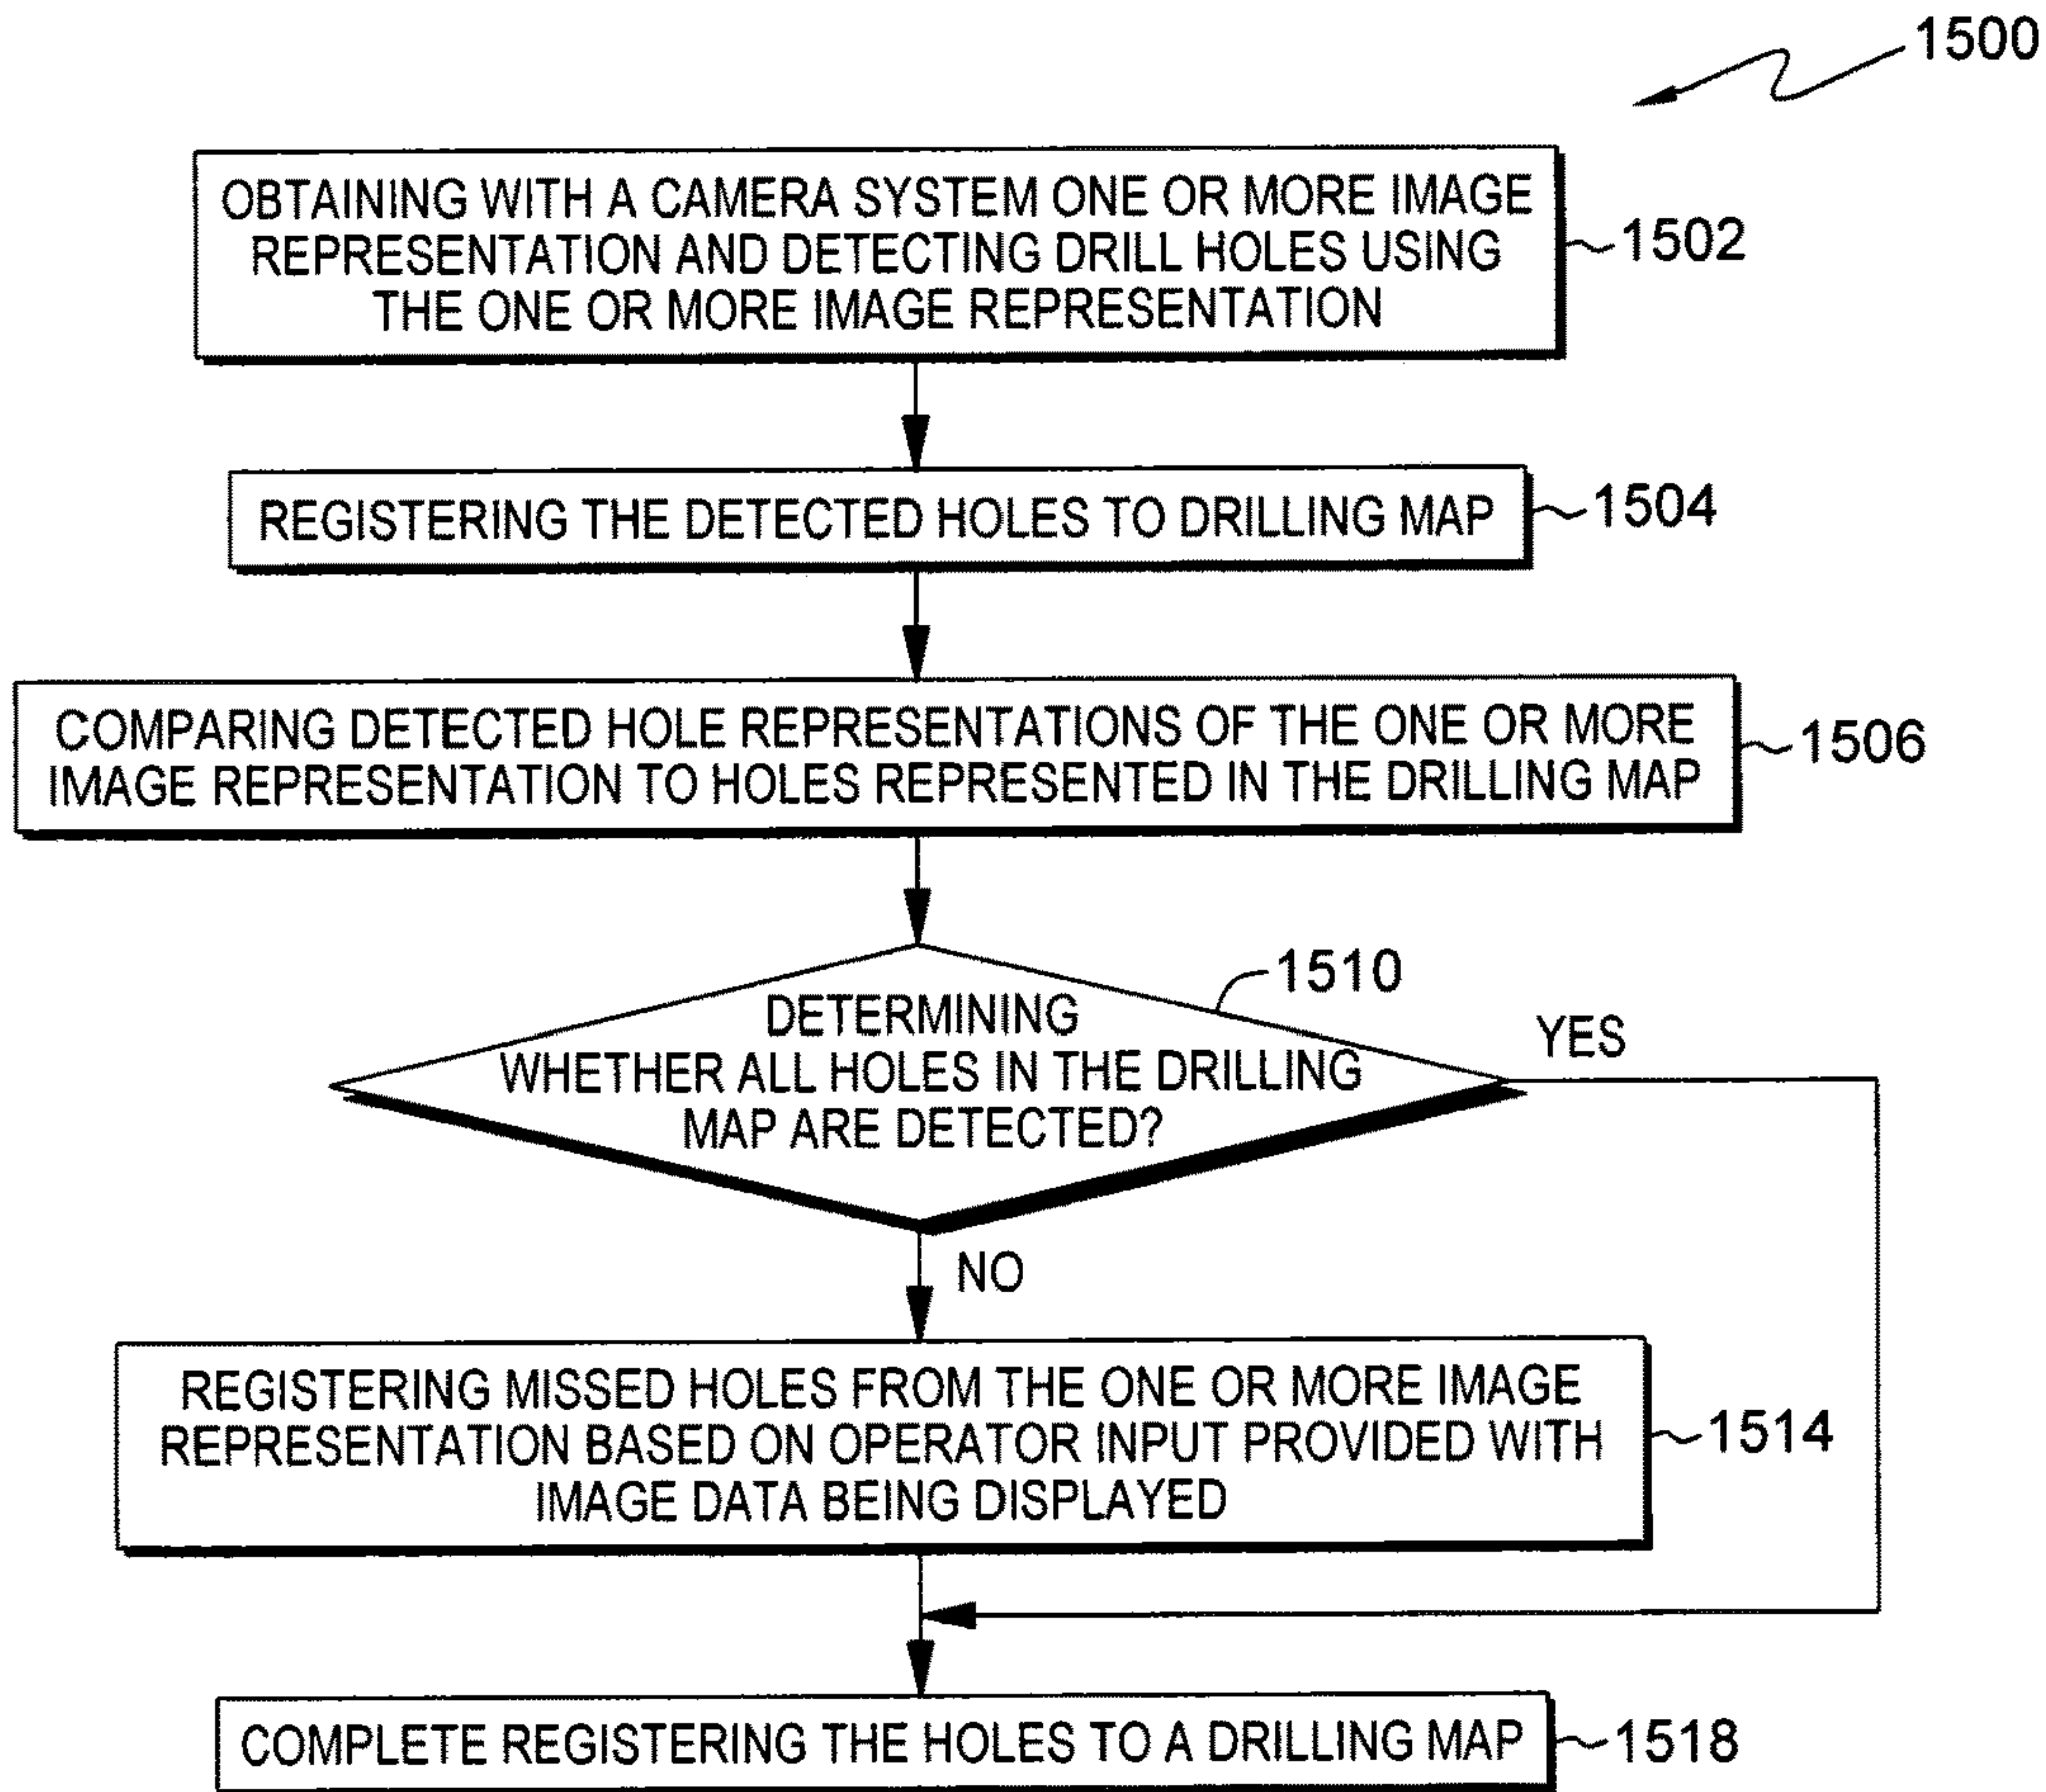 1500
OBTAINING WITH A CAMERA SYSTEM ONE OR MORE IMAGE
REPRESENTATION AND DETECTING DRILL HOLES USING
THE ONE OR MORE IMAGE REPRESENTATION
1502
REGISTERING THE DETECTED HOLES TO DRILLING MAP
1504
COMPARING DETECTED HOLE REPRESENTATIONS OF THE ONE OR MORE
IMAGE REPRESENTATION TO HOLES REPRESENTED IN THE DRILLING MAP
1506
1510
DETERMINING
WHETHER ALL HOLES IN THE DRILLING
MAP ARE DETECTED?
YES
NO
REGISTERING MISSED HOLES FROM THE ONE OR MORE IMAGE
REPRESENTATION BASED ON OPERATOR INPUT PROVIDED WITH
IMAGE DATA BEING DISPLAYED
1514
COMPLETE REGISTERING THE HOLES TO A DRILLING MAP
1518